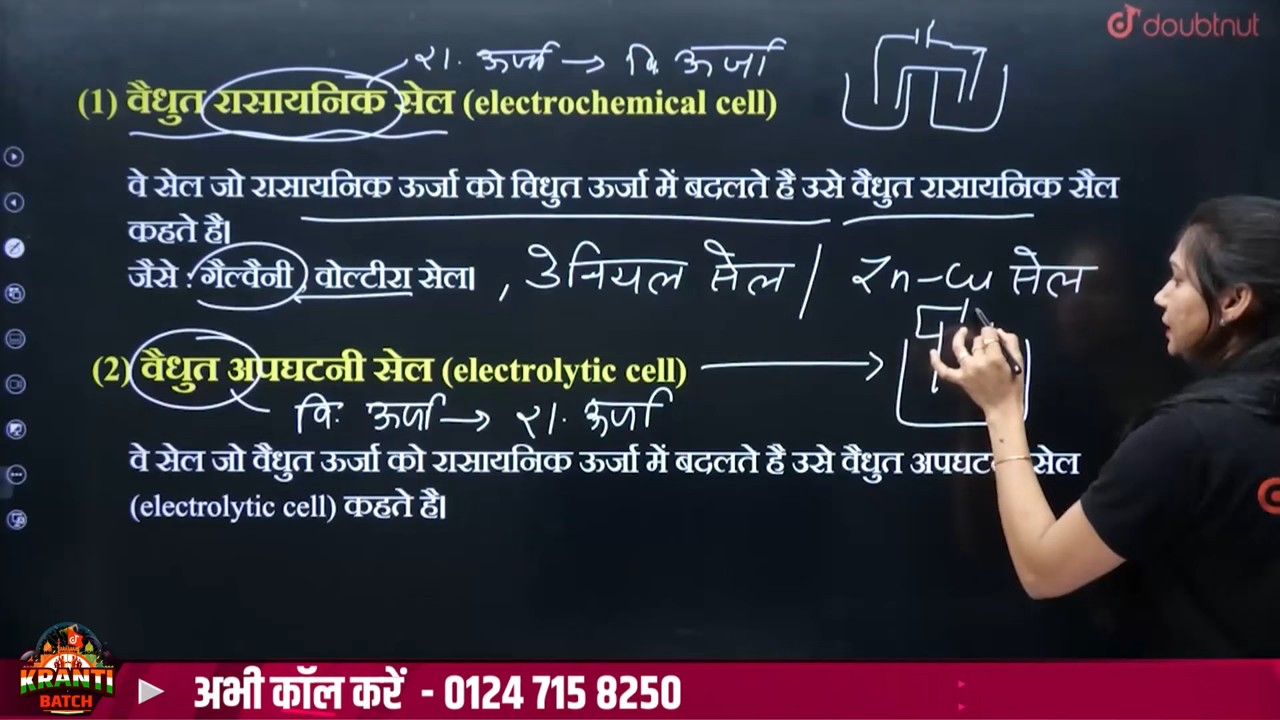 doubtnut
रा. ऊर्जा → वि. ऊर्जा
(1) वैधुत रासायनिक सेल (electrochemical cell)
वे सेल जो रासायनिक ऊर्जा को विधुत ऊर्जा में बदलते है उसे वैधुत रासायनिक सैल
कहते है।
जैसे : गैल्वैनी , वोल्टीरा सेल। , डेनियल सेल / Zn-Cu सेल
(2) वैधुत अपघटनी सेल (electrolytic cell) →
वि. ऊर्जा → रा. ऊर्जा
वे सेल जो वैधुत ऊर्जा को रासायनिक ऊर्जा में बदलते है उसे वैधुत अपघट सेल
(electrolytic cell) कहते है।
KRANTI
BATCH
अभी कॉल करें - 0124 715 8250